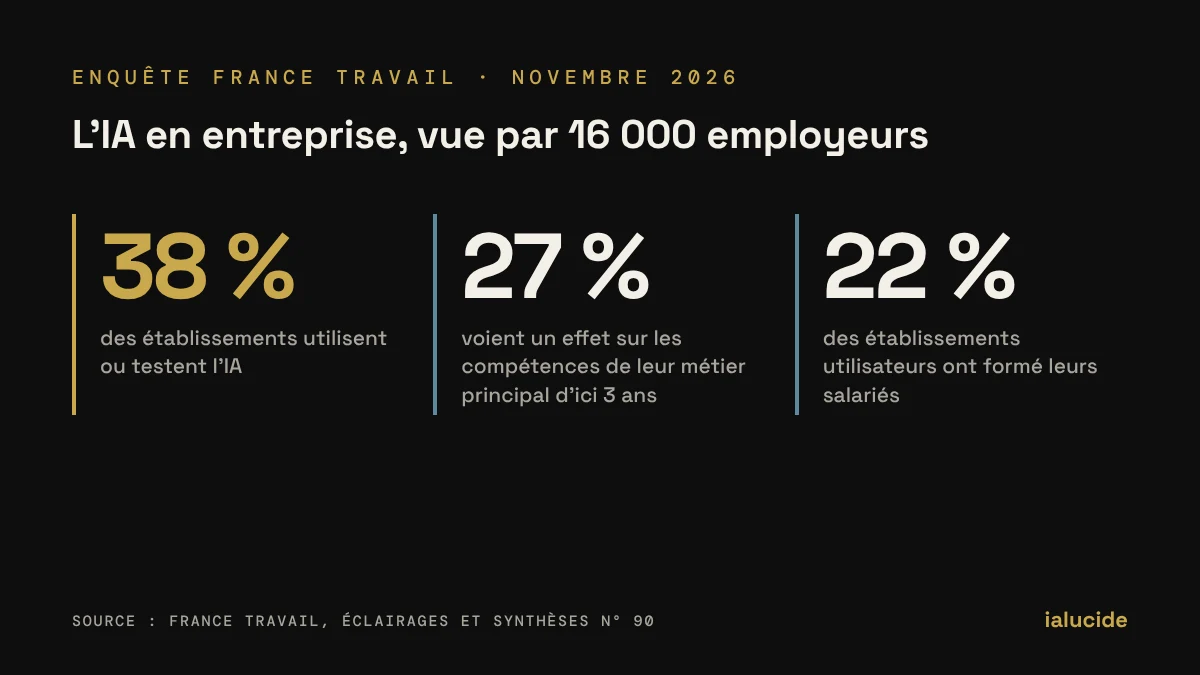 ENQUÊTE FRANCE TRAVAIL · NOVEMBRE 2026
L’IA en entreprise, vue par 16 000 employeurs
38 %
des établissements utilisent
ou testent l’IA
27 %
voient un effet sur les
compétences de leur métier
principal d’ici 3 ans
22 %
des établissements
utilisateurs ont formé leurs
salariés
SOURCE : FRANCE TRAVAIL, ÉCLAIRAGES ET SYNTHÈSES N° 90
ialucide